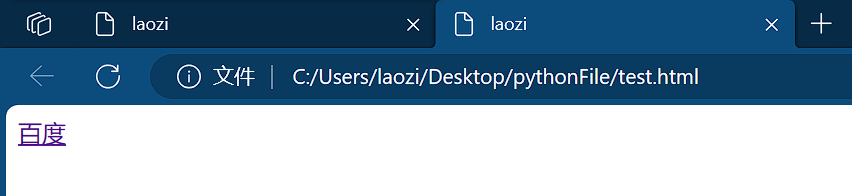 laozi
laozi
文件 C:/Users/laozi/Desktop/pythonFile/test.html
百度